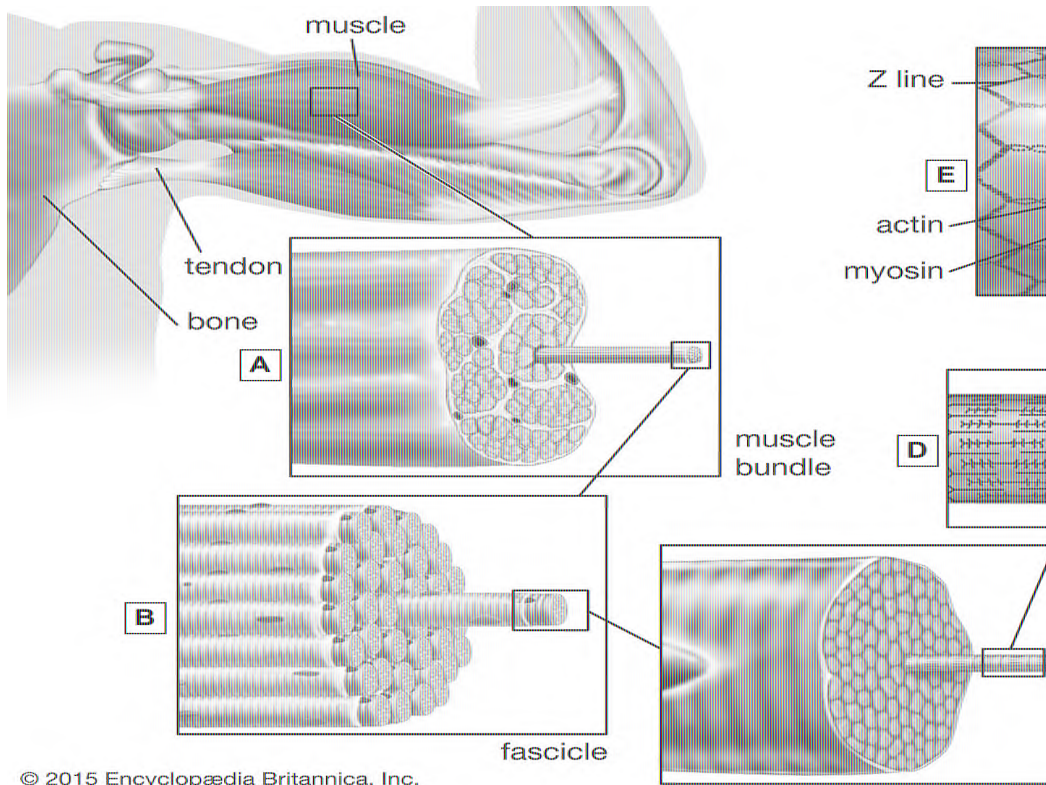 muscle
Z line
E
actin
myosin
tendon
bone
A
muscle
bundle
D
B
fascicle
© 2015 Encyclopædia Britannica, Inc.